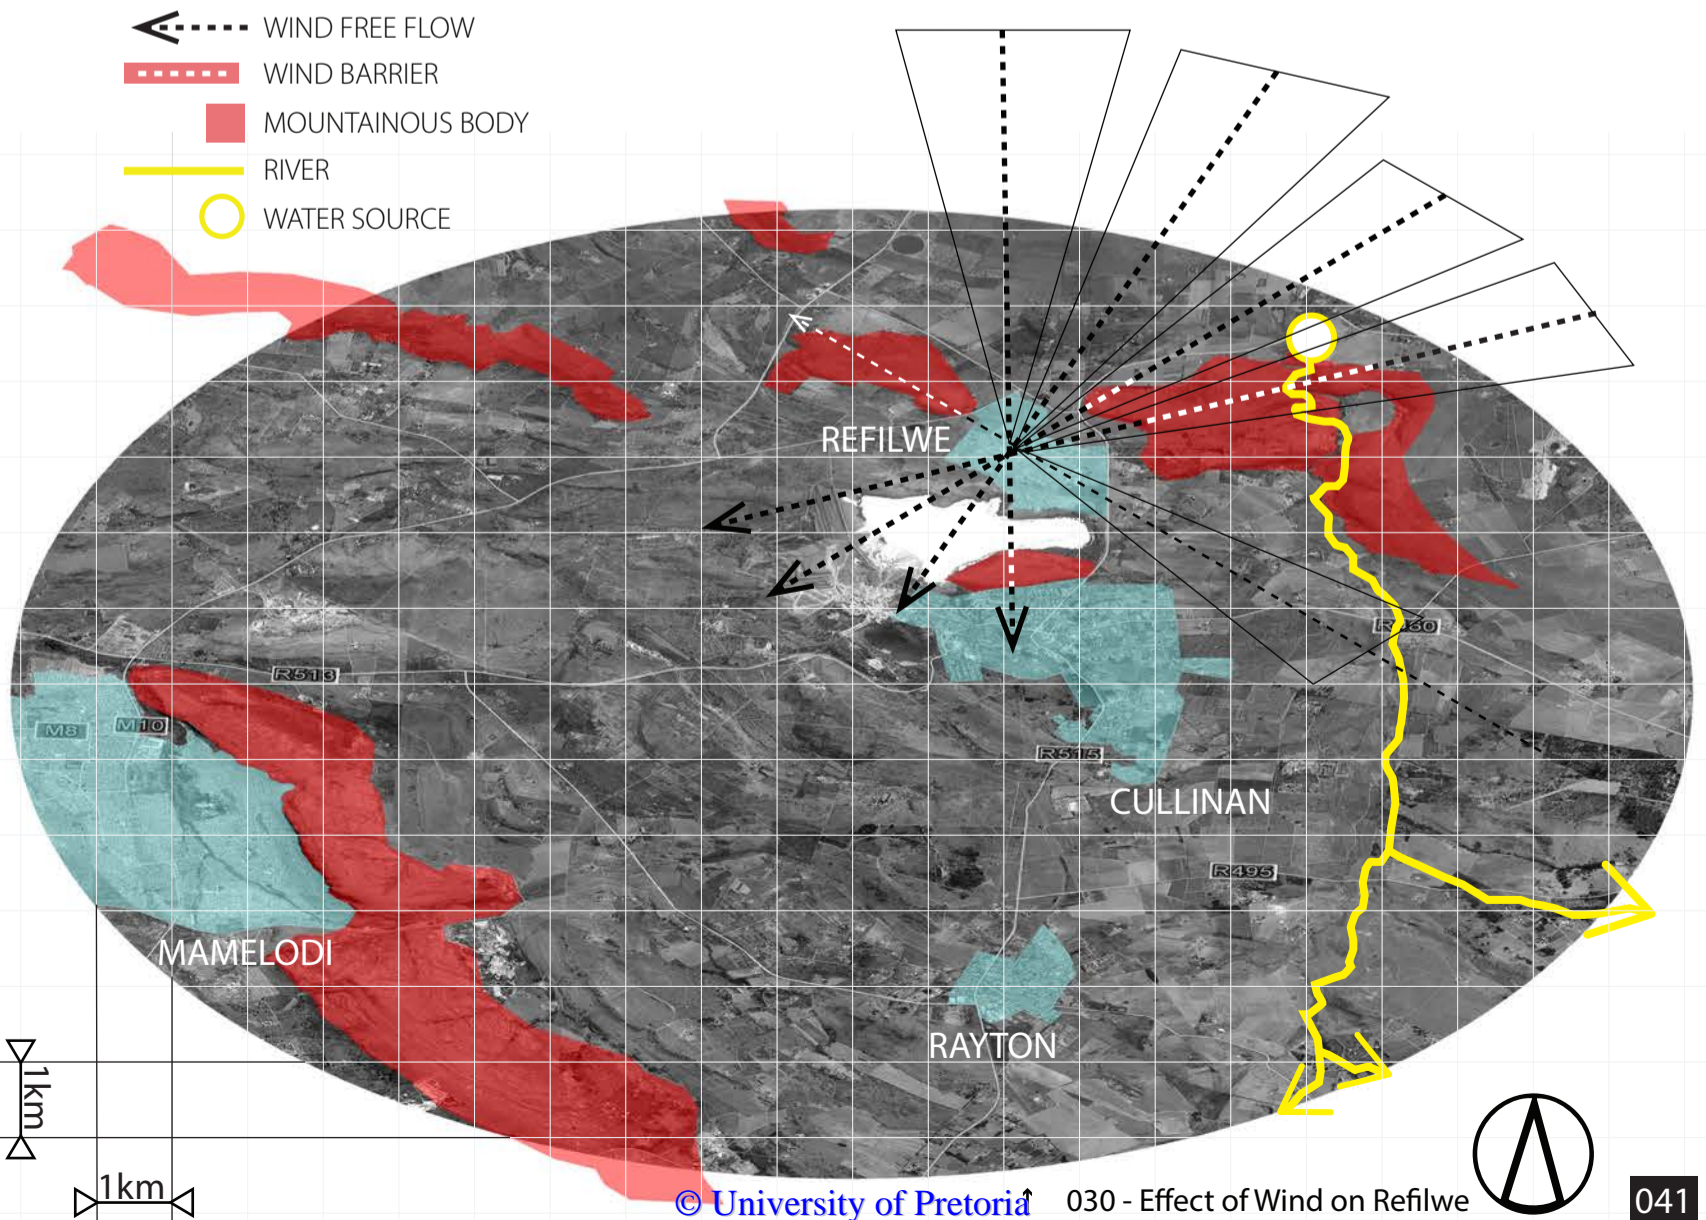 WIND FREE FLOW
WIND BARRIER
MOUNTAINOUS BODY
RIVER
WATER SOURCE
REFILWE
R460
R513
M8
M10
R515
CULLINAN
R495
MAMELODI
RAYTON
1km
1km
© University of Pretoria
030 - Effect of Wind on Refilwe
041